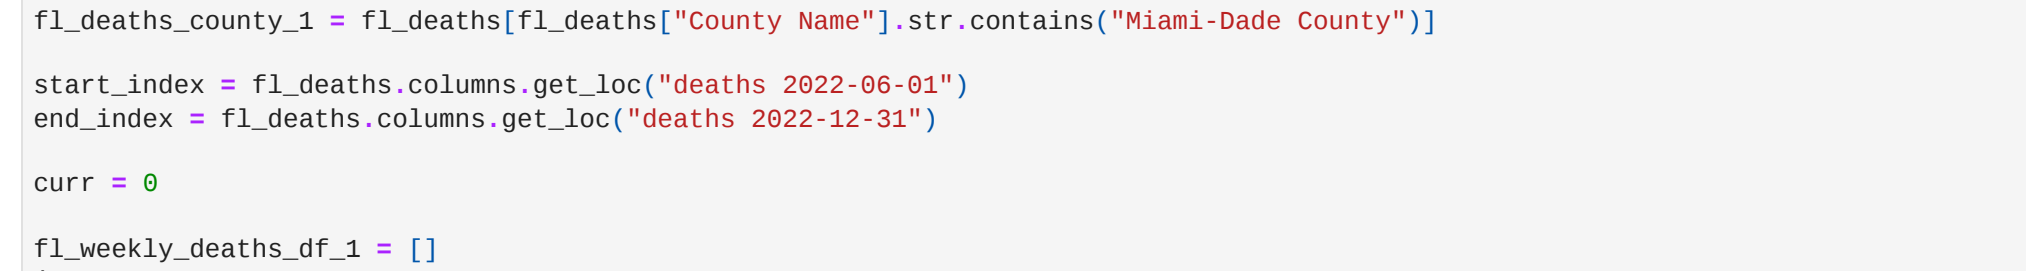 fl_deaths_county_1 = fl_deaths[fl_deaths["County Name"].str.contains("Miami-Dade County")]
start_index = fl_deaths.columns.get_loc("deaths 2022-06-01")
end_index = fl_deaths.columns.get_loc("deaths 2022-12-31")
curr = 0
fl_weekly_deaths_df_1 = []